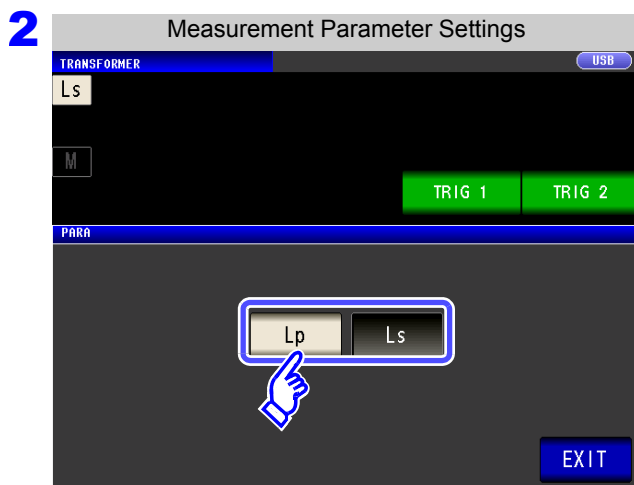 2
Measurement Parameter Settings
TRANSFORMER
USB
Ls
M
TRIG 1 TRIG 2
PARA
Lp Ls
EXIT